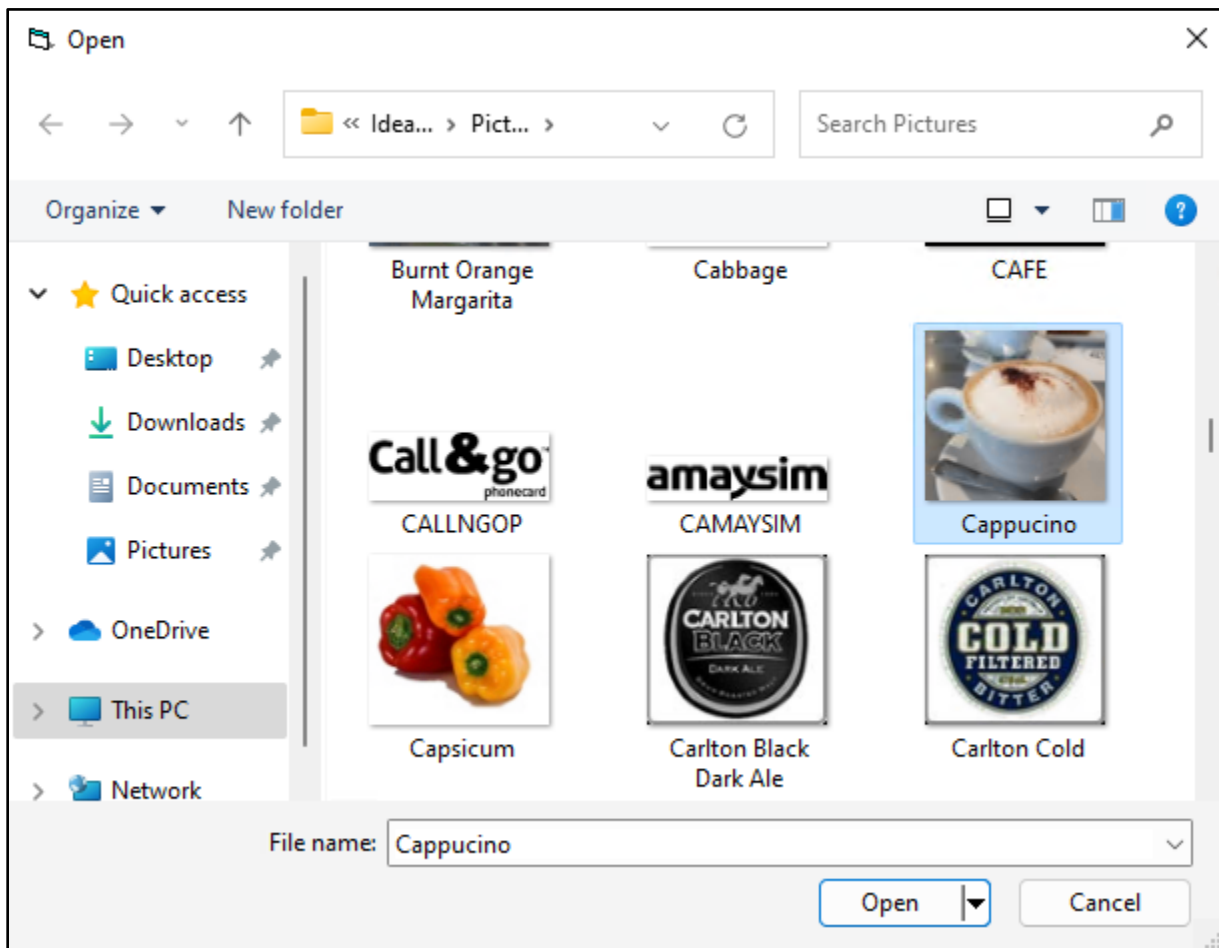 Open
« Idea... › Pict... ›
Search Pictures
Organize
New folder
?
Quick access
Desktop
Downloads
Documents
Pictures
OneDrive
This PC
Network
Burnt Orange
Margarita
Cabbage
CAFE
Call&go
phonecard
CALLNGOP
amaysim
CAMAYSIM
Cappucino
Capsicum
CARLTON
BLACK
DARK ALE
Carlton Black
Dark Ale
CARLTON
COLD
FILTERED
BITTER
Carlton Cold
File name: Cappucino
Open
Cancel